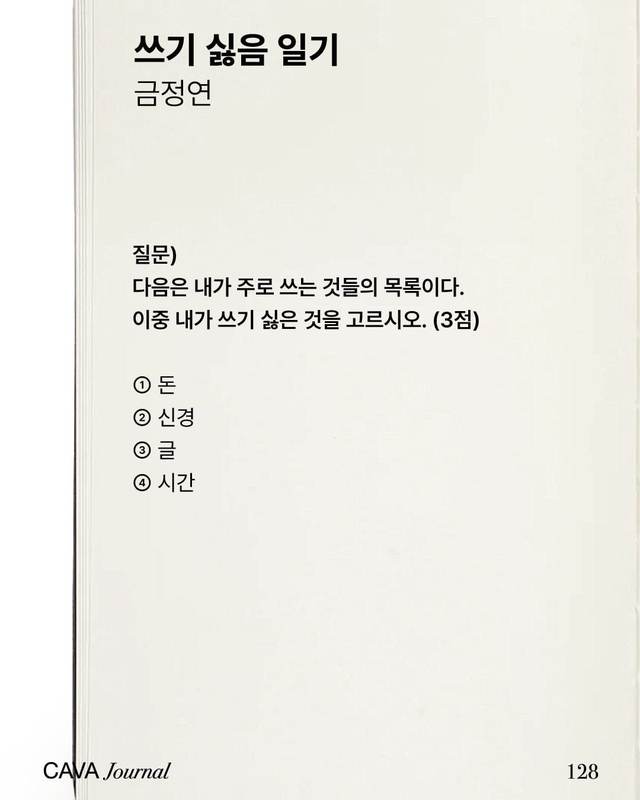 쓰기 싫음 일기
금정연
질문)
다음은 내가 주로 쓰는 것들의 목록이다.
이중 내가 쓰기 싫은 것을 고르시오. (3점)
① 돈
② 신경
③ 글
④ 시간
CAVA Journal
128